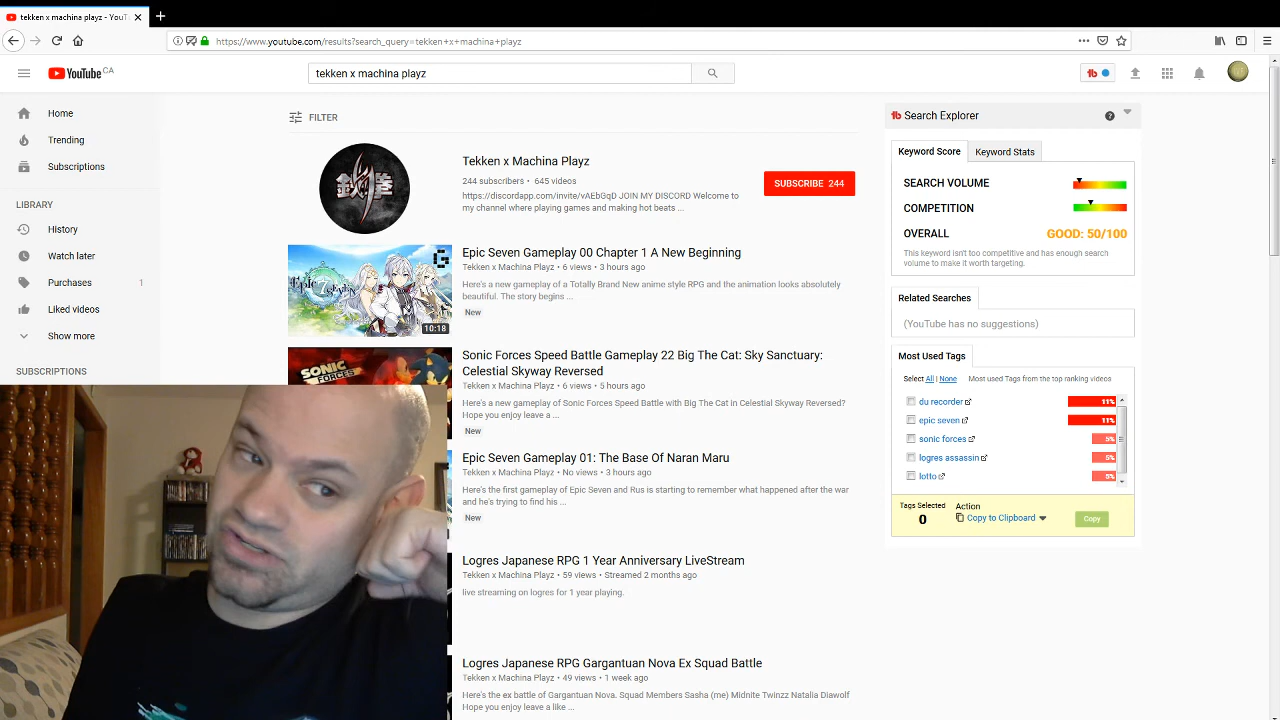 tekken x machina playz - YouT
https://www.youtube.com/results?search_query=tekken+x+machina+playz
YouTube CA
tekken x machina playz
tb
Home
Trending
Subscriptions
LIBRARY
History
Watch later
Purchases 1
Liked videos
Show more
SUBSCRIPTIONS
FILTER
鉄拳
Tekken x Machina Playz
244 subscribers • 645 videos
https://discordapp.com/invite/vAEbGqD JOIN MY DISCORD Welcome to
my channel where playing games and making hot beats ...
SUBSCRIBE 244
Epic Seven
G
10:18
Epic Seven Gameplay 00 Chapter 1 A New Beginning
Tekken x Machina Playz • 6 views • 3 hours ago
Here's a new gameplay of a Totally Brand New anime style RPG and the animation looks absolutely
beautiful. The story begins ...
New
SONIC
FORCES
Sonic Forces Speed Battle Gameplay 22 Big The Cat: Sky Sanctuary:
Celestial Skyway Reversed
Tekken x Machina Playz • 6 views • 5 hours ago
Here's a new gameplay of Sonic Forces Speed Battle with Big The Cat in Celestial Skyway Reversed?
Hope you enjoy leave a ...
New
Epic Seven Gameplay 01: The Base Of Naran Maru
Tekken x Machina Playz • No views • 3 hours ago
Here's the first gameplay of Epic Seven and Rus is starting to remember what happened after the war
and he's trying to find his ...
New
Logres Japanese RPG 1 Year Anniversary LiveStream
Tekken x Machina Playz • 59 views • Streamed 2 months ago
live streaming on logres for 1 year playing.
Logres Japanese RPG Gargantuan Nova Ex Squad Battle
Tekken x Machina Playz • 49 views • 1 week ago
Here's the ex battle of Gargantuan Nova. Squad Members Sasha (me) Midnite Twinzz Natalia Diawolf
Hope you enjoy leave a like ...
tb Search Explorer
Keyword Score Keyword Stats
SEARCH VOLUME
COMPETITION
OVERALL GOOD: 50/100
This keyword isn't too competitive and has enough search
volume to make it worth targeting.
Related Searches
(YouTube has no suggestions)
Most Used Tags
Select All | None Most used Tags from the top ranking videos
du recorder 11%
epic seven 11%
sonic forces 5%
logres assassin 5%
lotto 5%
Tags Selected
0
Action
Copy to Clipboard
Copy